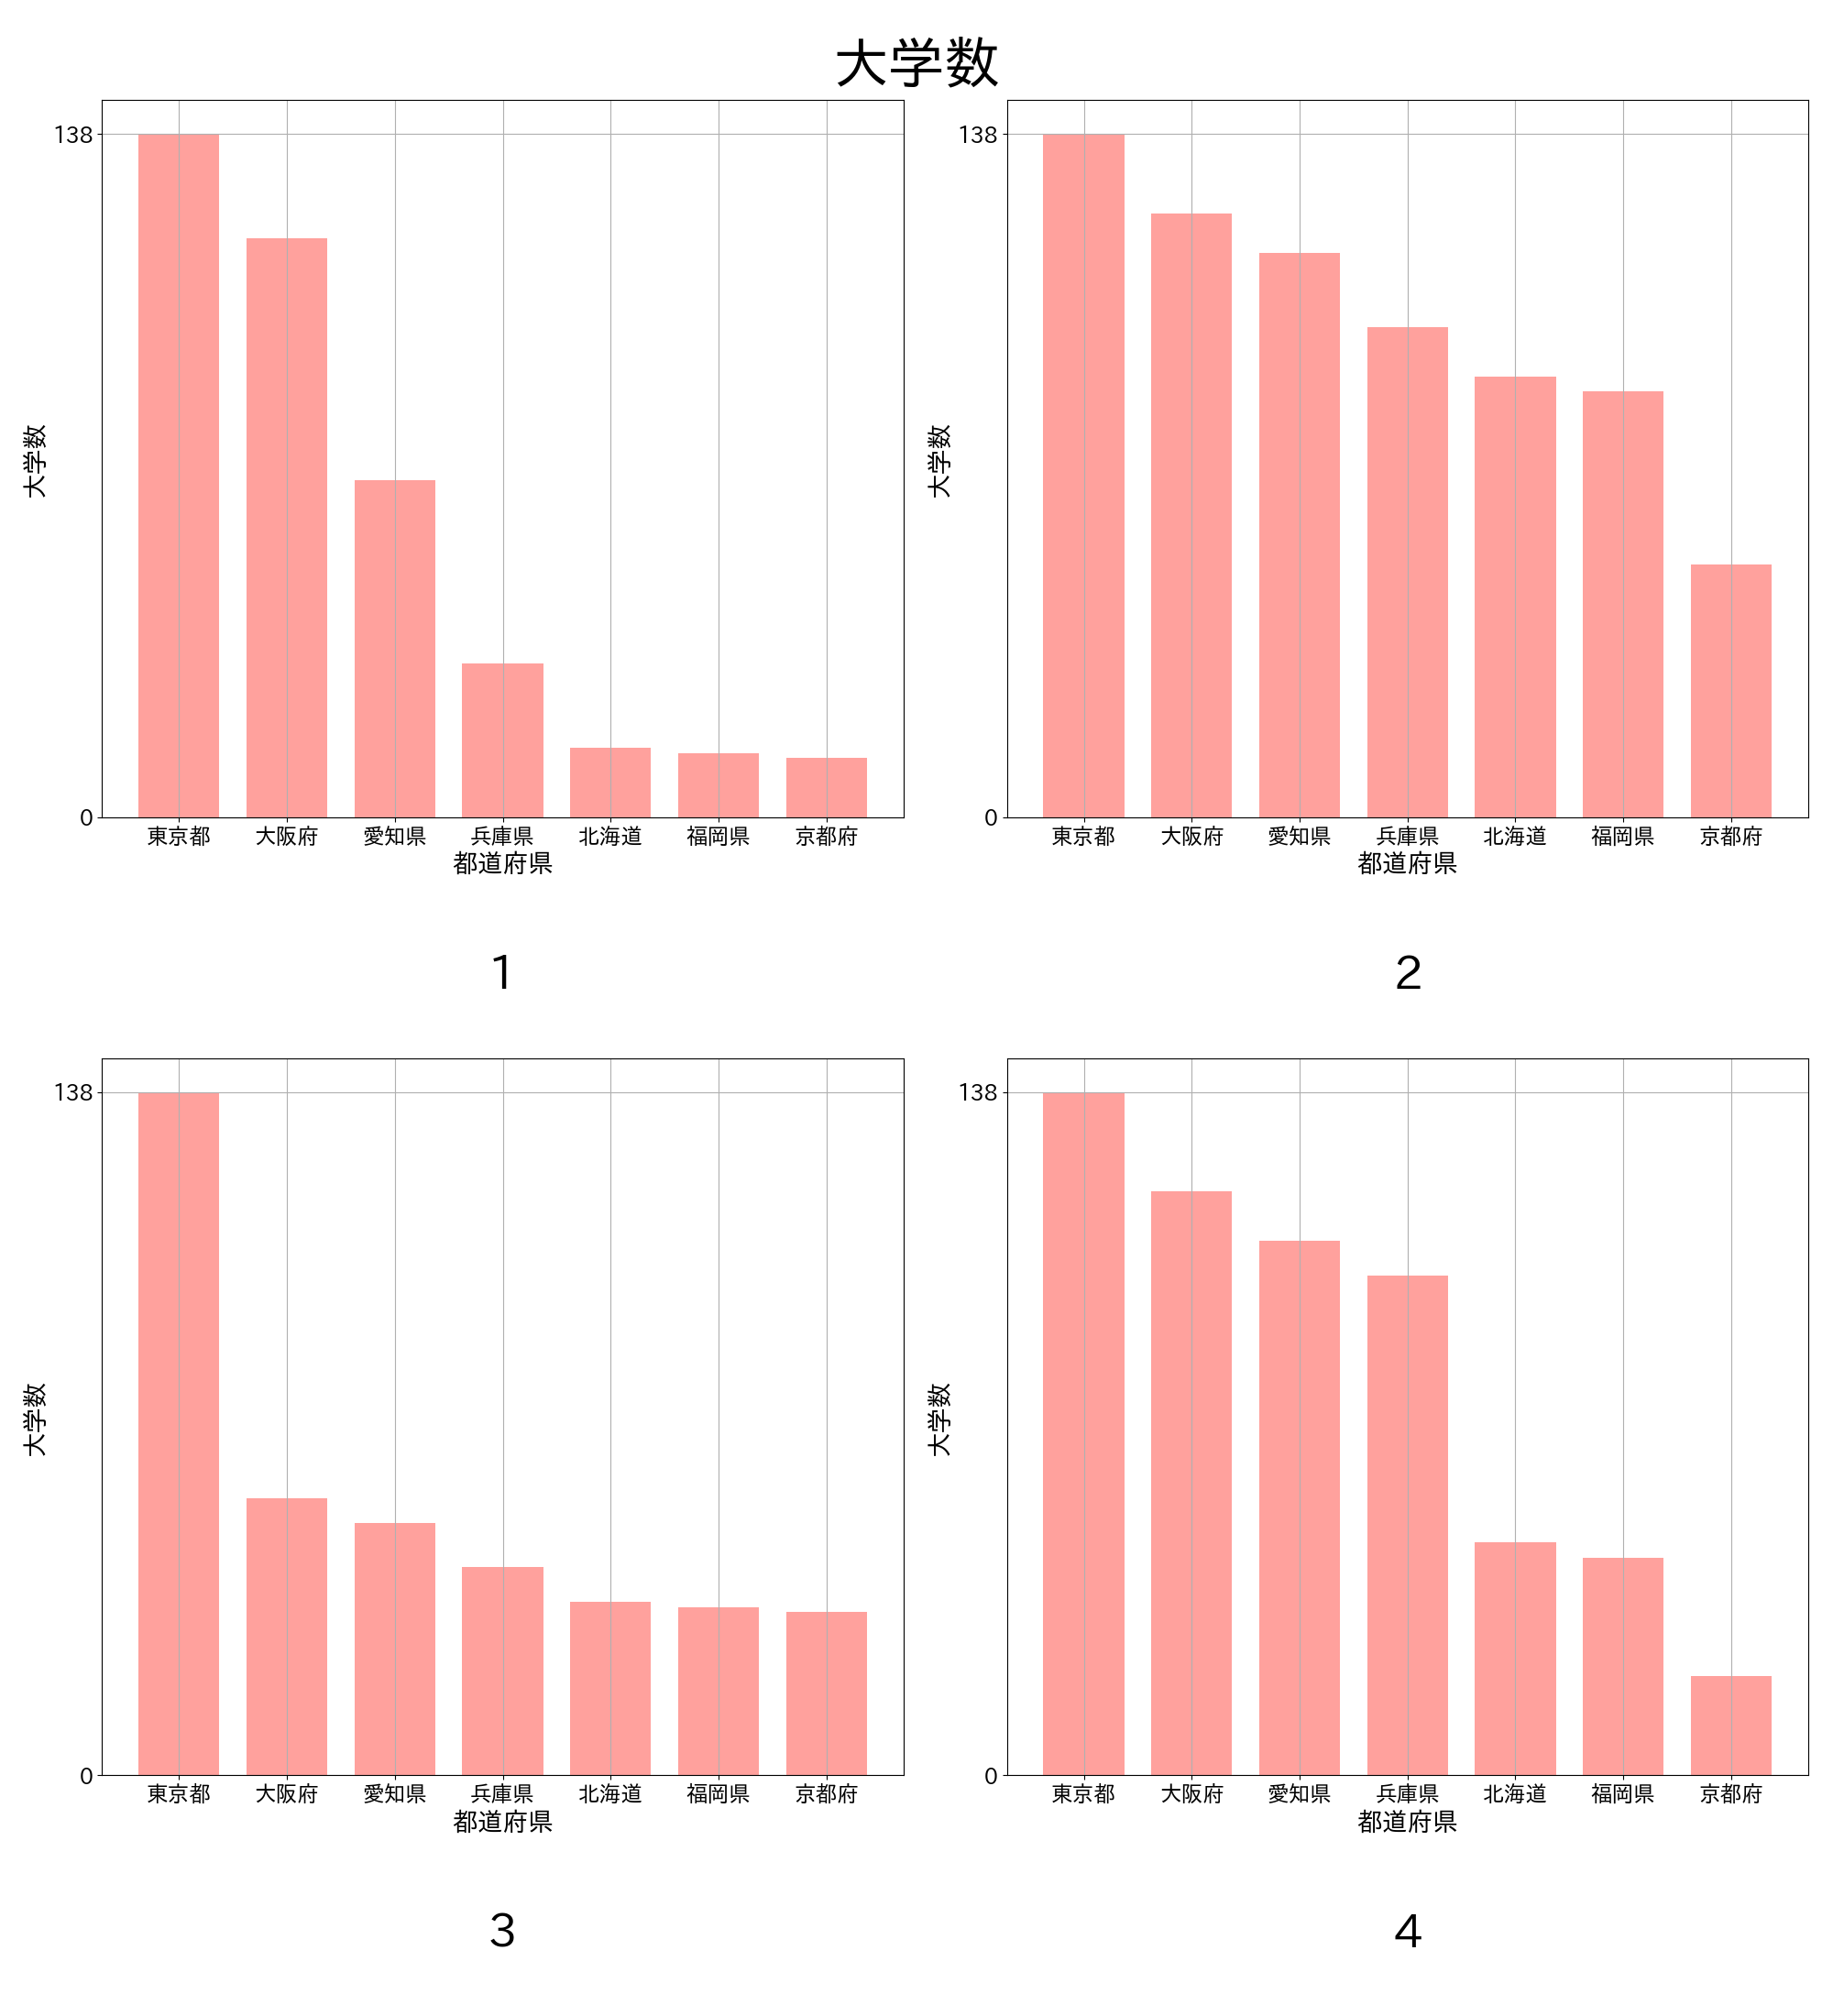 大学数
138
大学数
0
東京都 大阪府 愛知県 兵庫県 北海道 福岡県 京都府
都道府県
1
138
大学数
0
東京都 大阪府 愛知県 兵庫県 北海道 福岡県 京都府
都道府県
2
138
大学数
0
東京都 大阪府 愛知県 兵庫県 北海道 福岡県 京都府
都道府県
3
138
大学数
0
東京都 大阪府 愛知県 兵庫県 北海道 福岡県 京都府
都道府県
4